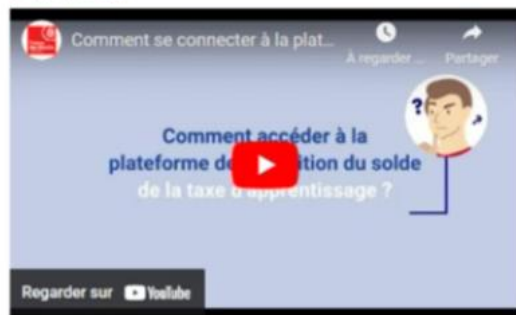 Comment se connecter à la plat...
À regarder ...
Partager
Comment accéder à la
plateforme de ition du solde
de la taxe d'apprentissage ?
Regarder sur YouTube